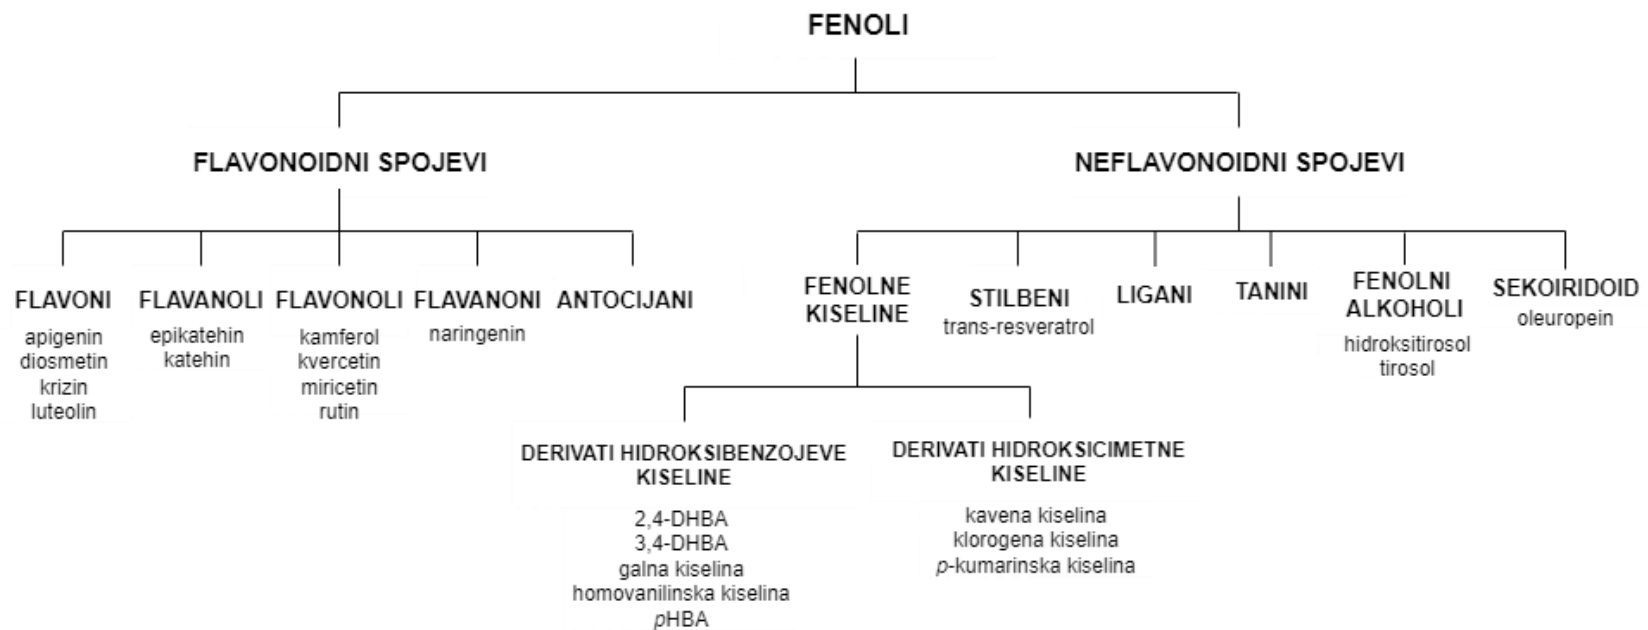 FENOLI
FLAVONOIDNI SPOJEVI
NEFLAVONOIDNI SPOJEVI
FLAVONI
apigenin
diosmetin
krizin
luteolin
FLAVANOLI
epikatehin
katehin
FLAVONOLI
kamferol
kvercetin
miricetin
rutin
FLAVANONI
naringenin
ANTOCIJANI
FENOLNE
KISELINE
STILBENI
trans-resveratrol
LIGANI
TANINI
FENOLNI
ALKOHOLI
hidroksitirosol
tirosol
SEKOIRIDOID
oleuropein
DERIVATI HIDROKSIBENZOJEVE
KISELINE
2,4-DHBA
3,4-DHBA
galna kiselina
homovanilinska kiselina
pHBA
DERIVATI HIDROKSICIMETNE
KISELINE
kavena kiselina
klorogena kiselina
p-kumarinska kiselina